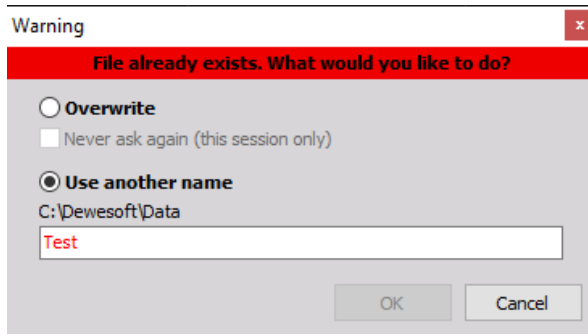 Warning
x
File already exists. What would you like to do?
Overwrite
Never ask again (this session only)
Use another name
C:\Dewesoft\Data
Test
OK
Cancel